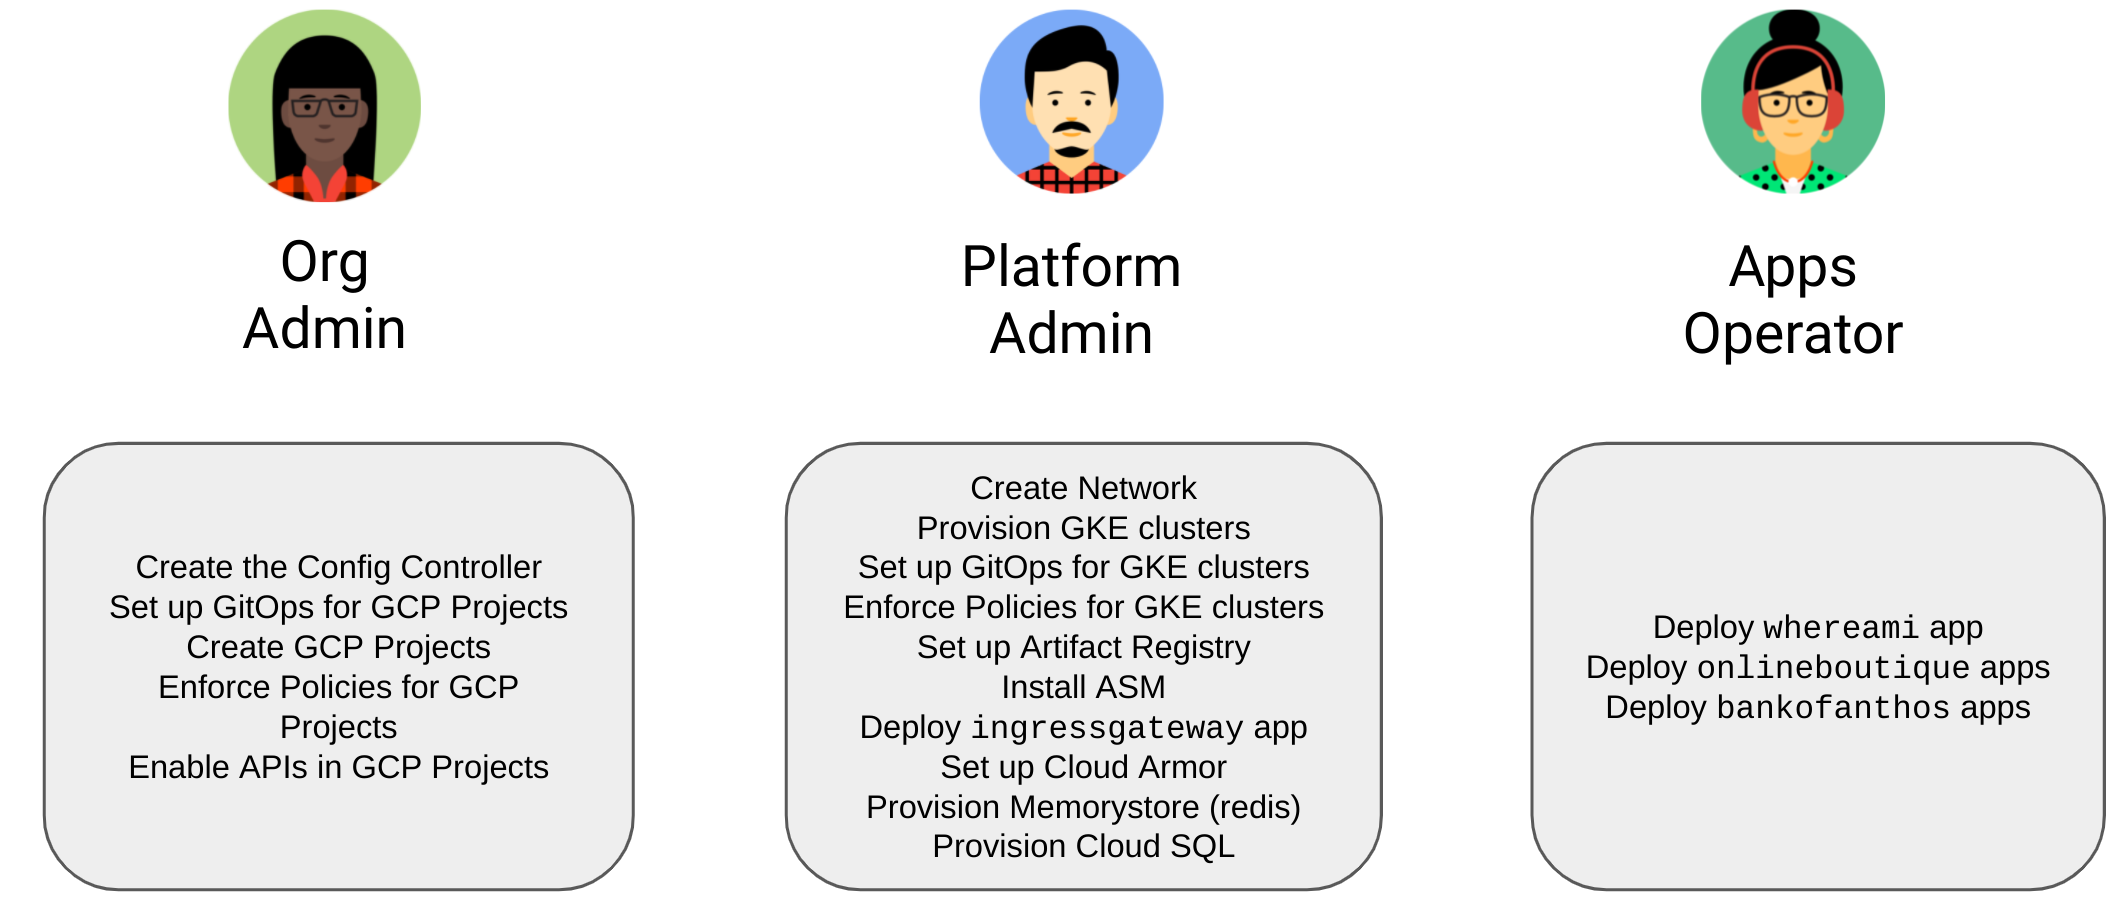 Org
Admin
Platform
Admin
Apps
Operator
Create the Config Controller
Set up GitOps for GCP Projects
Create GCP Projects
Enforce Policies for GCP
Projects
Enable APIs in GCP Projects
Create Network
Provision GKE clusters
Set up GitOps for GKE clusters
Enforce Policies for GKE clusters
Set up Artifact Registry
Install ASM
Deploy ingressgateway app
Set up Cloud Armor
Provision Memorystore (redis)
Provision Cloud SQL
Deploy whereami app
Deploy onlineboutique apps
Deploy bankofanthos apps